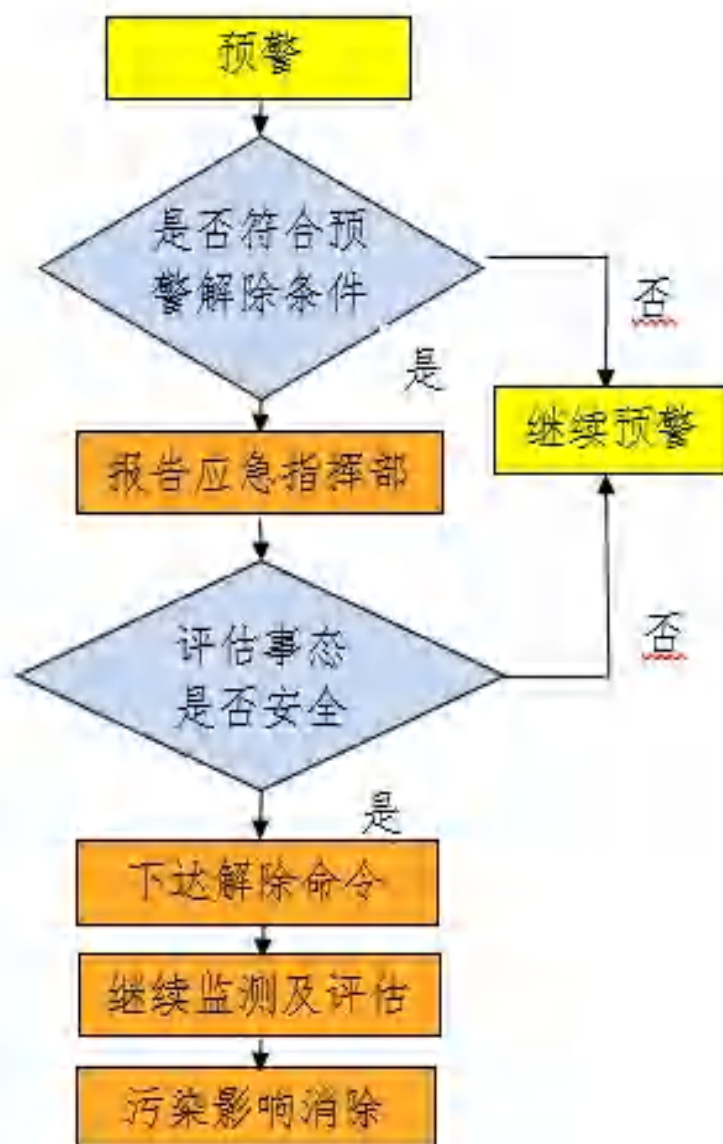 预警
是否符合预
警解除条件
否
是
继续预警
报告应急指挥部
评估事态
是否安全
否
是
下达解除命令
继续监测及评估
污染影响消除